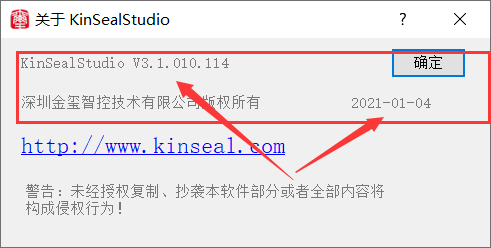 关于 KinSealStudio
KinSealStudio V3.1.010.114
确定
深圳金玺智控技术有限公司版权所有 2021-01-04
http://www.kinseal.com
警告：未经授权复制、抄袭本软件部分或者全部内容将
构成侵权行为！